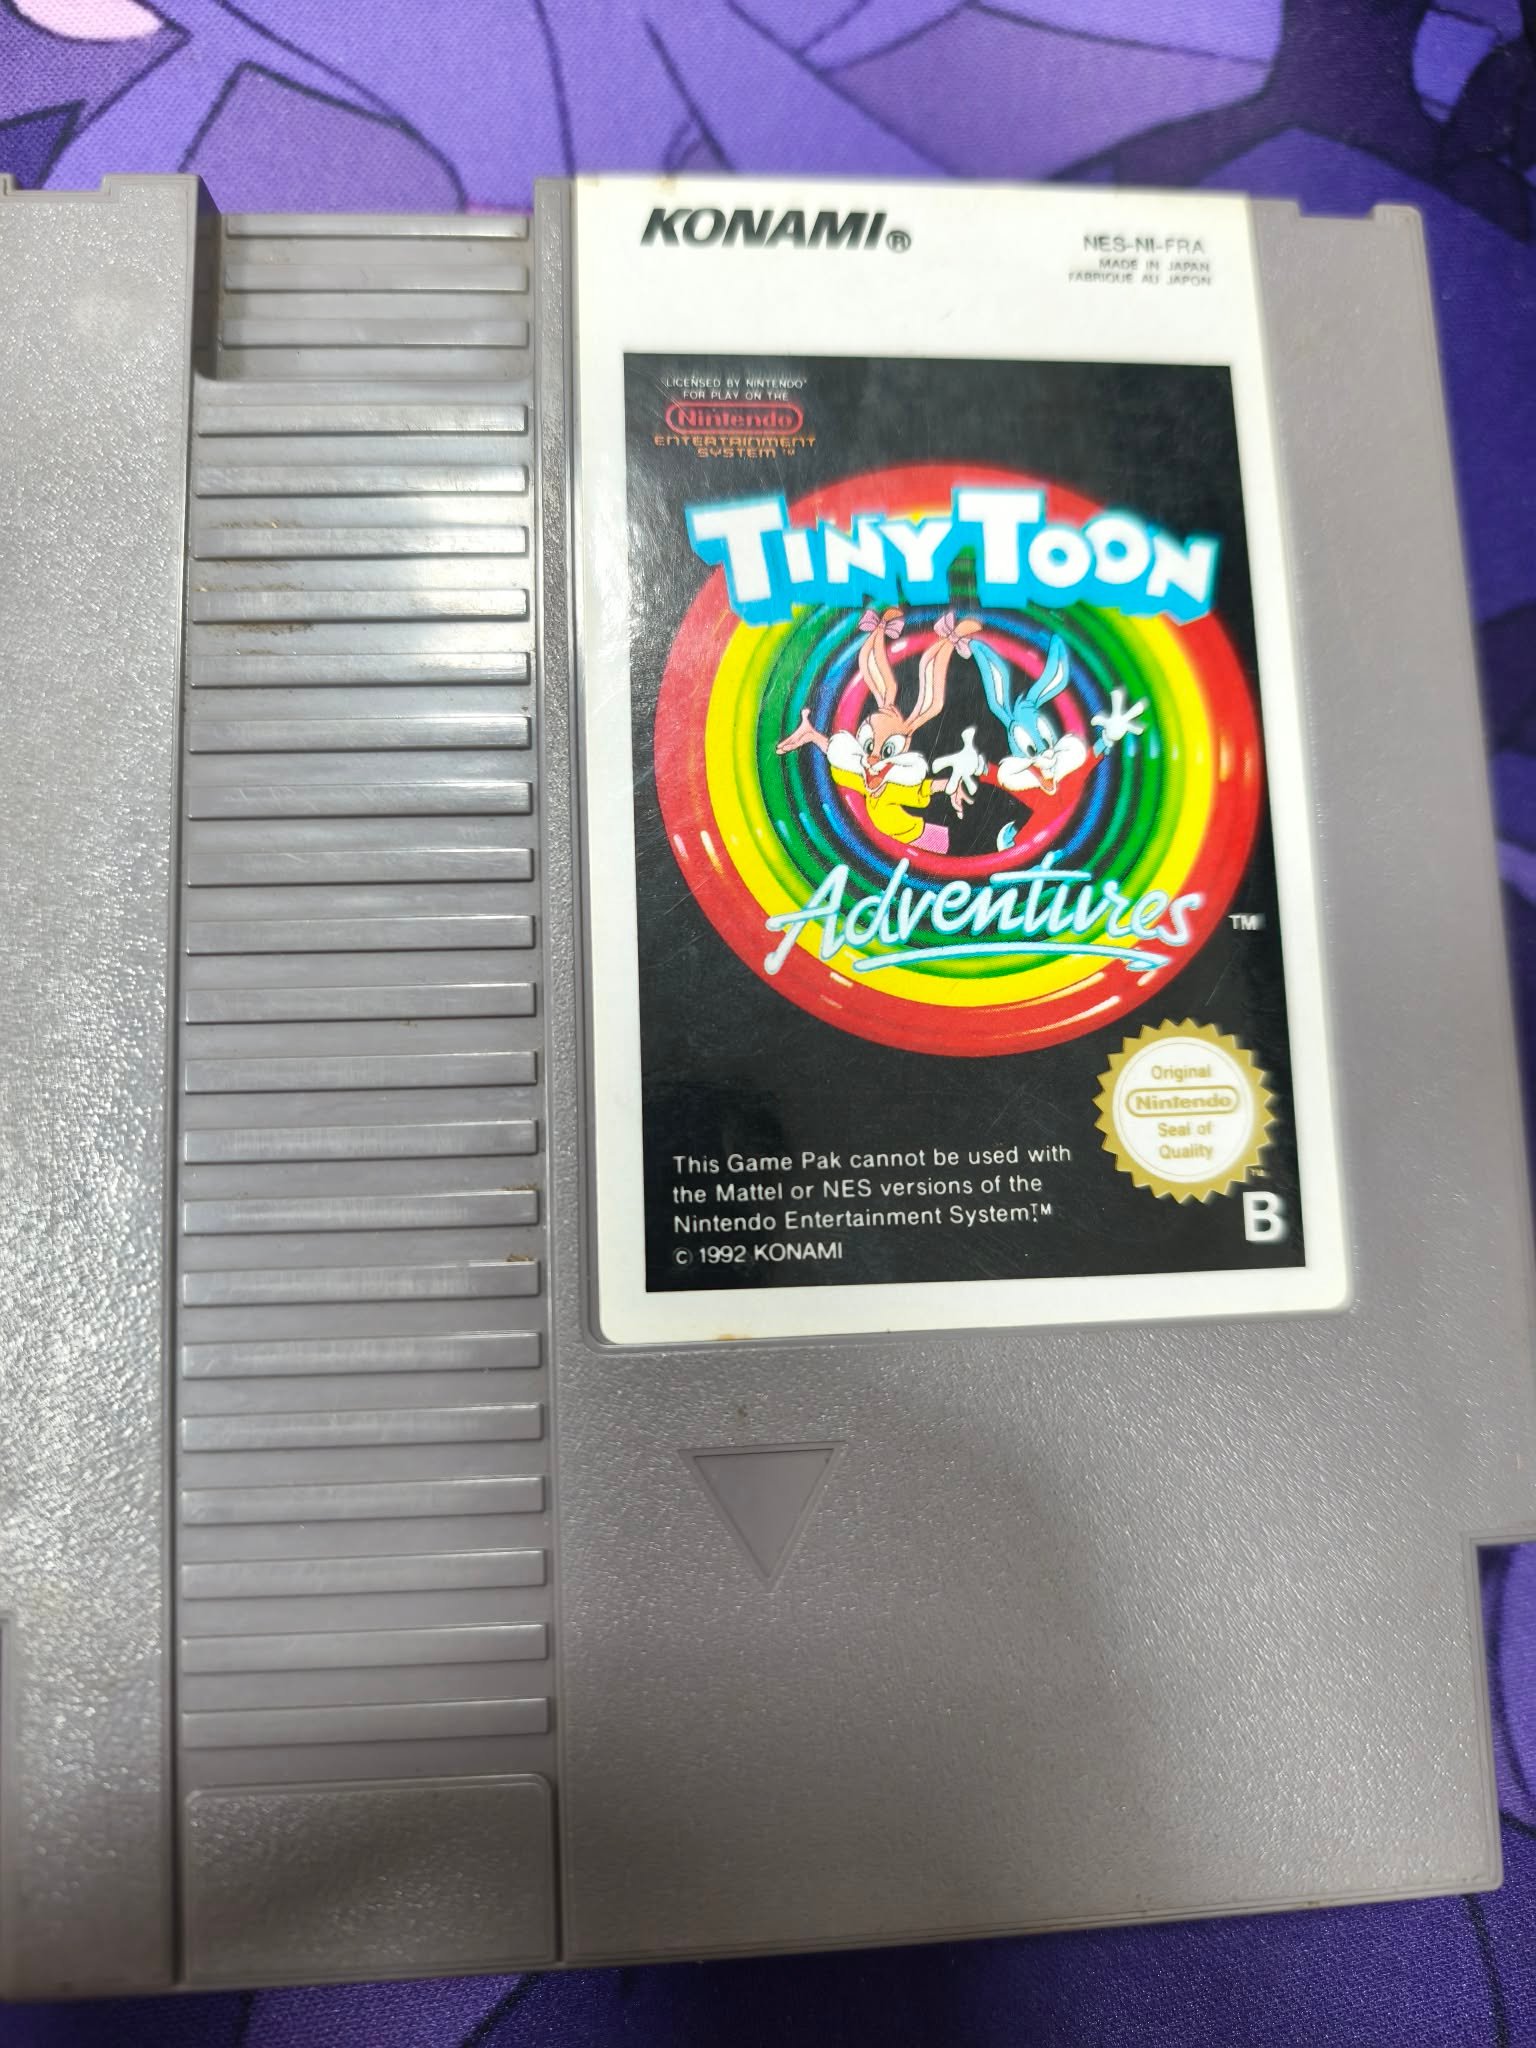 KONAMI®
NES-NI-FRA
MADE IN JAPAN
FABRIQUE AU JAPON
LICENSED BY NINTENDO®
FOR PLAY ON THE
Nintendo
ENTERTAINMENT
SYSTEM™
TINY TOON
Adventures ™
Original
Nintendo
Seal of
Quality
™
This Game Pak cannot be used with
the Mattel or NES versions of the
Nintendo Entertainment System.™
© 1992 KONAMI
B